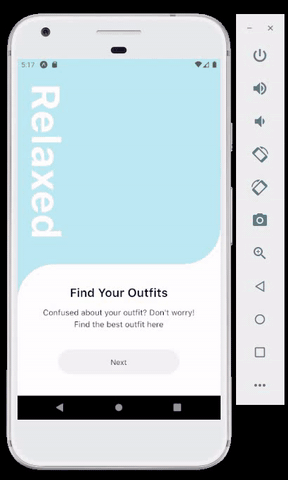 5:17
Relaxed
Find Your Outfits
Confused about your outfit? Don't worry!
Find the best outfit here
Next